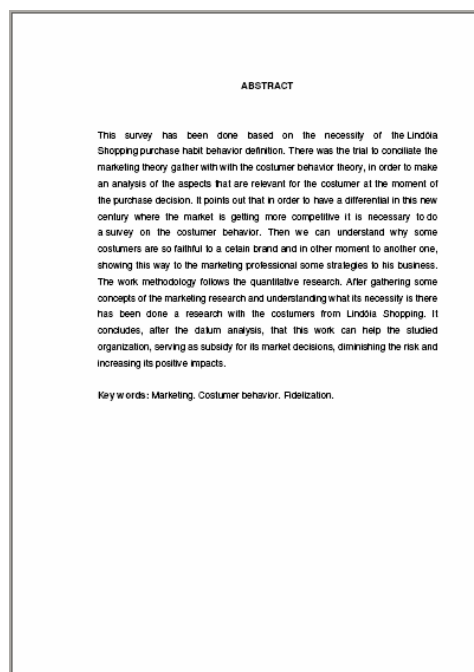 ABSTRACT
This survey has been done based on the necessity of the Lindóia
Shopping purchase habit behavior definition. There was the trial to conciliate the
marketing theory gather with with the costumer behavior theory, in order to make
an analysis of the aspects that are relevant for the costumer at the moment of
the purchase decision. It points out that in order to have a differential in this new
century where the market is getting more competitive it is necessary to do
a survey on the costumer behavior. Then we can understand why some
costumers are so faithful to a cetain brand and in other moment to another one,
showing this way to the marketing professional some strategies to his business.
The work methodology follows the quantitative research. After gathering some
concepts of the marketing research and understanding what its necessity is there
has been done a research with the costumers from Lindóia Shopping. It
concludes, after the datum analysis, that this work can help the studied
organization, serving as subsidy for its market decisions, diminishing the risk and
increasing its positive impacts.
Key words: Marketing. Costumer behavior. Fidelization.